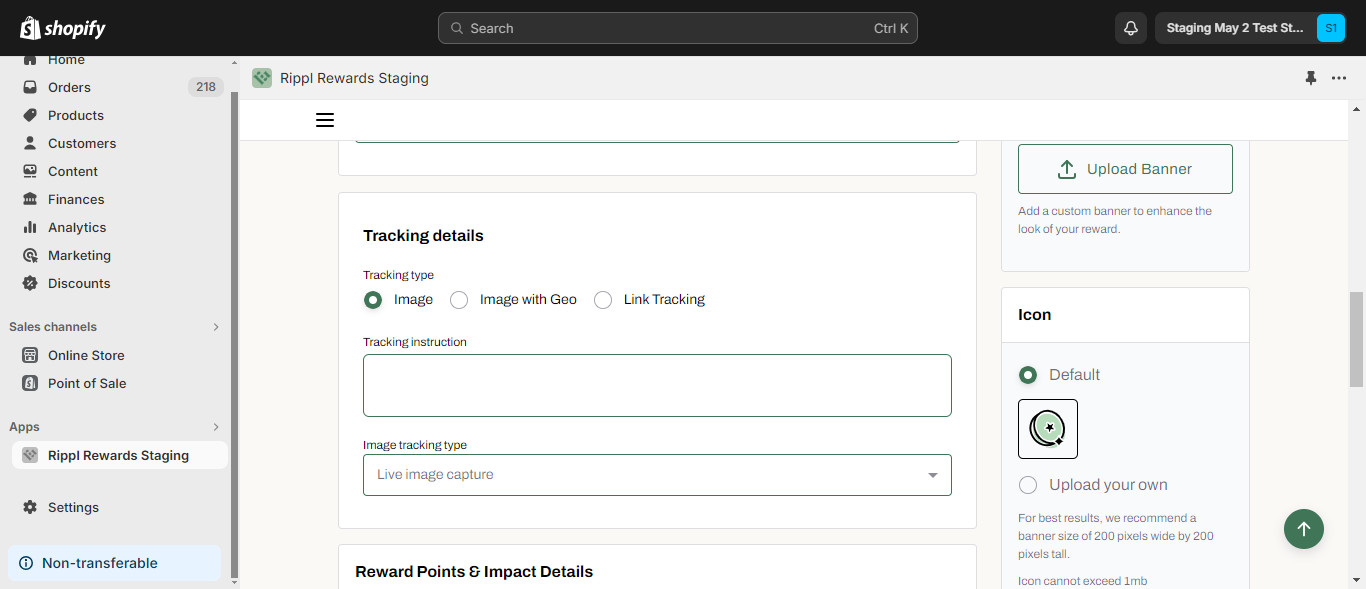 shopify
Search
Ctrl K
Staging May 2 Test St...
S1
Home
Orders
218
Products
Customers
Content
Finances
Analytics
Marketing
Discounts
Sales channels
Online Store
Point of Sale
Apps
Rippl Rewards Staging
Settings
Non-transferable
Rippl Rewards Staging
Tracking details
Tracking type
Image
Image with Geo
Link Tracking
Tracking instruction
Image tracking type
Live image capture
Reward Points & Impact Details
Upload Banner
Add a custom banner to enhance the
look of your reward.
Icon
Default
Upload your own
For best results, we recommend a
banner size of 200 pixels wide by 200
pixels tall.
Icon cannot exceed 1mb